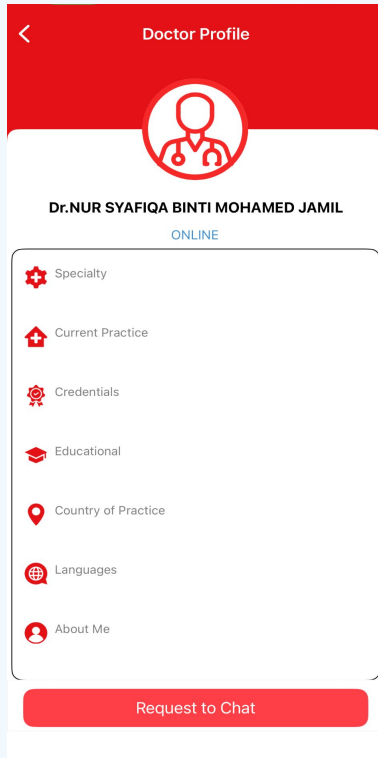 Doctor Profile
Dr.NUR SYAFIQA BINTI MOHAMED JAMIL
ONLINE
Specialty
Current Practice
Credentials
Educational
Country of Practice
Languages
About Me
Request to Chat